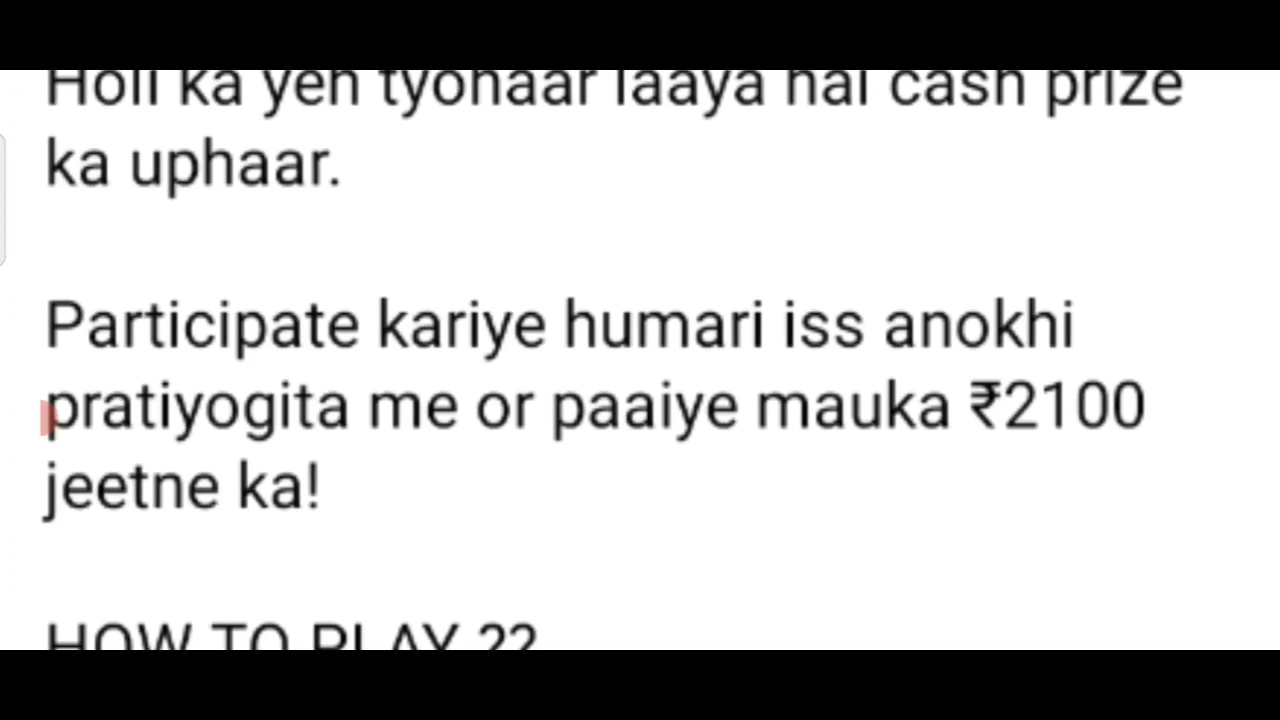 Holi ka yeh tyohaar laaya hai cash prize
ka uphaar.
Participate kariye humari iss anokhi
pratiyogita me or paaiye mauka ₹2100
jeetne ka!
HOW TO PLAY ??